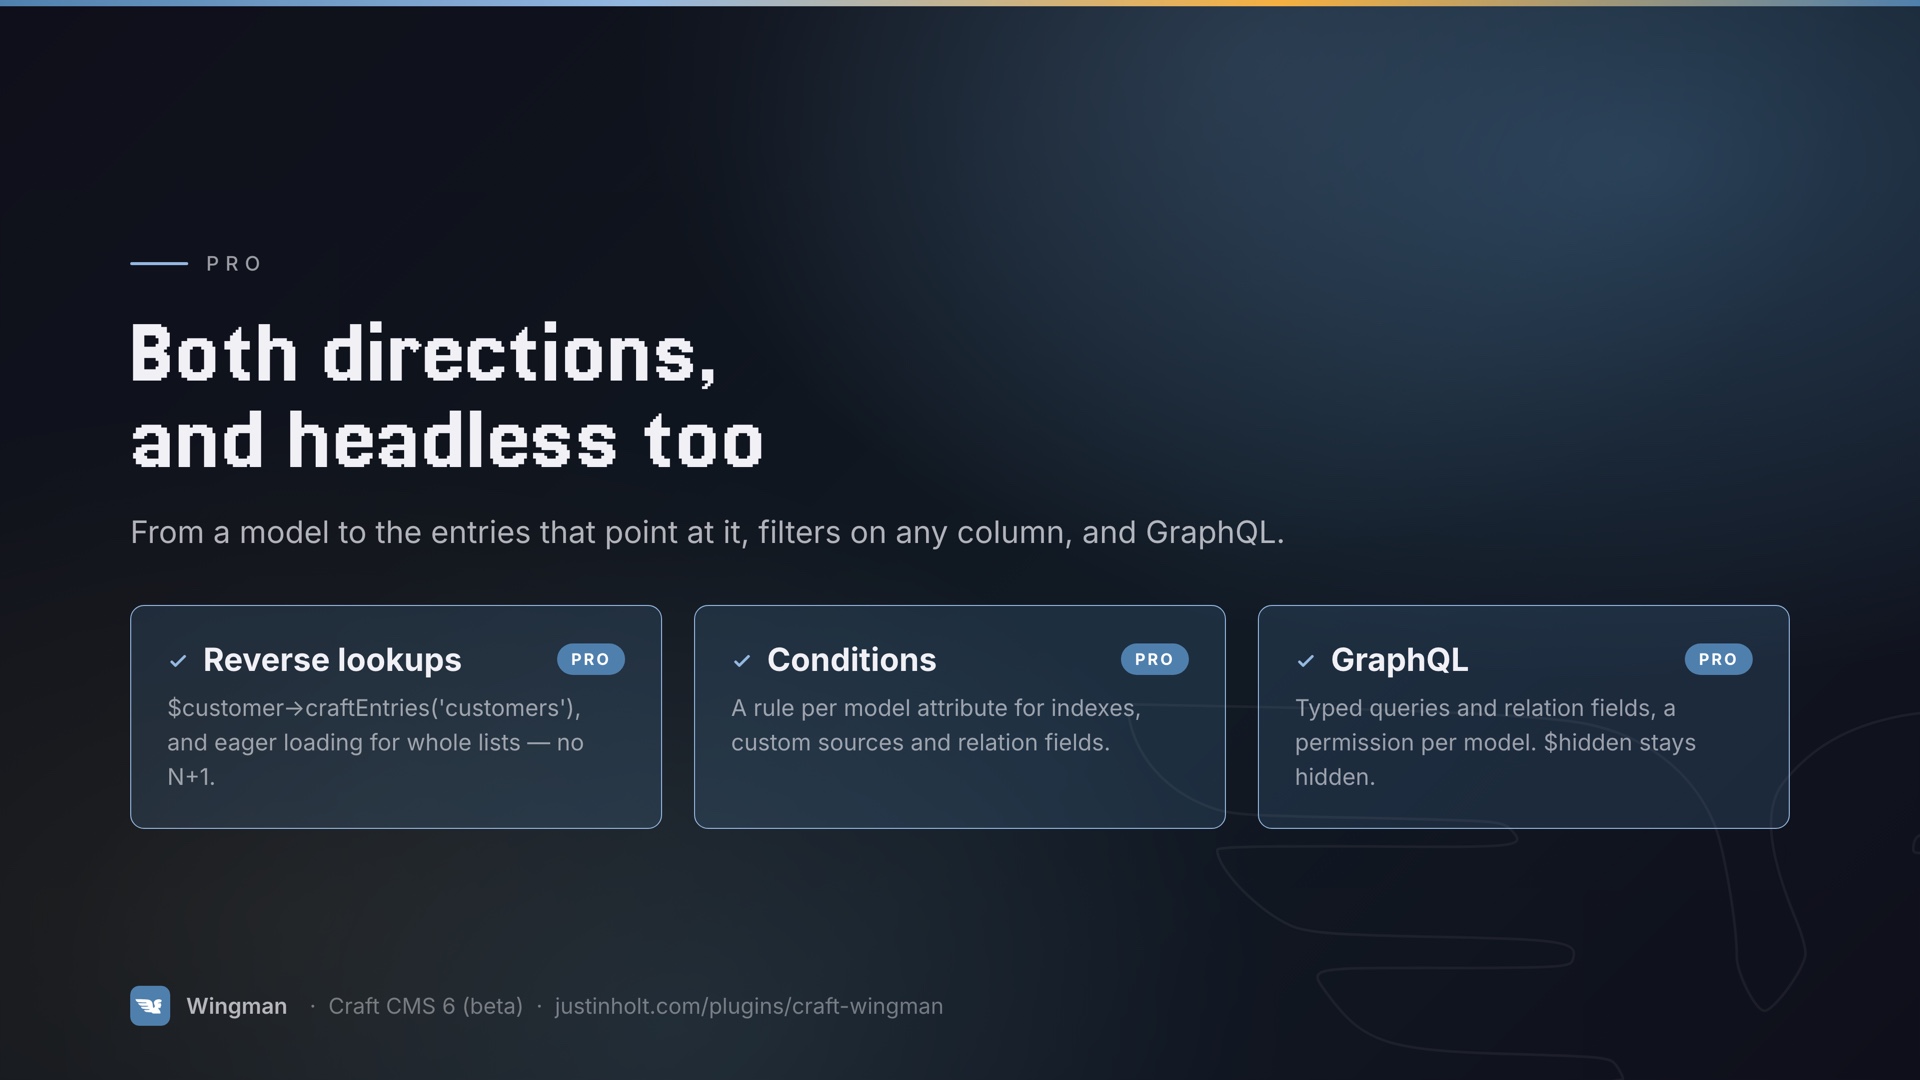 PRO
Both directions,
and headless too
From a model to the entries that point at it, filters on any column, and GraphQL.
Reverse lookups PRO
$customer→craftEntries('customers'),
and eager loading for whole lists — no
N+1.
Conditions PRO
A rule per model attribute for indexes,
custom sources and relation fields.
GraphQL PRO
Typed queries and relation fields, a
permission per model. $hidden stays
hidden.
Wingman · Craft CMS 6 (beta) · justinholt.com/plugins/craft-wingman